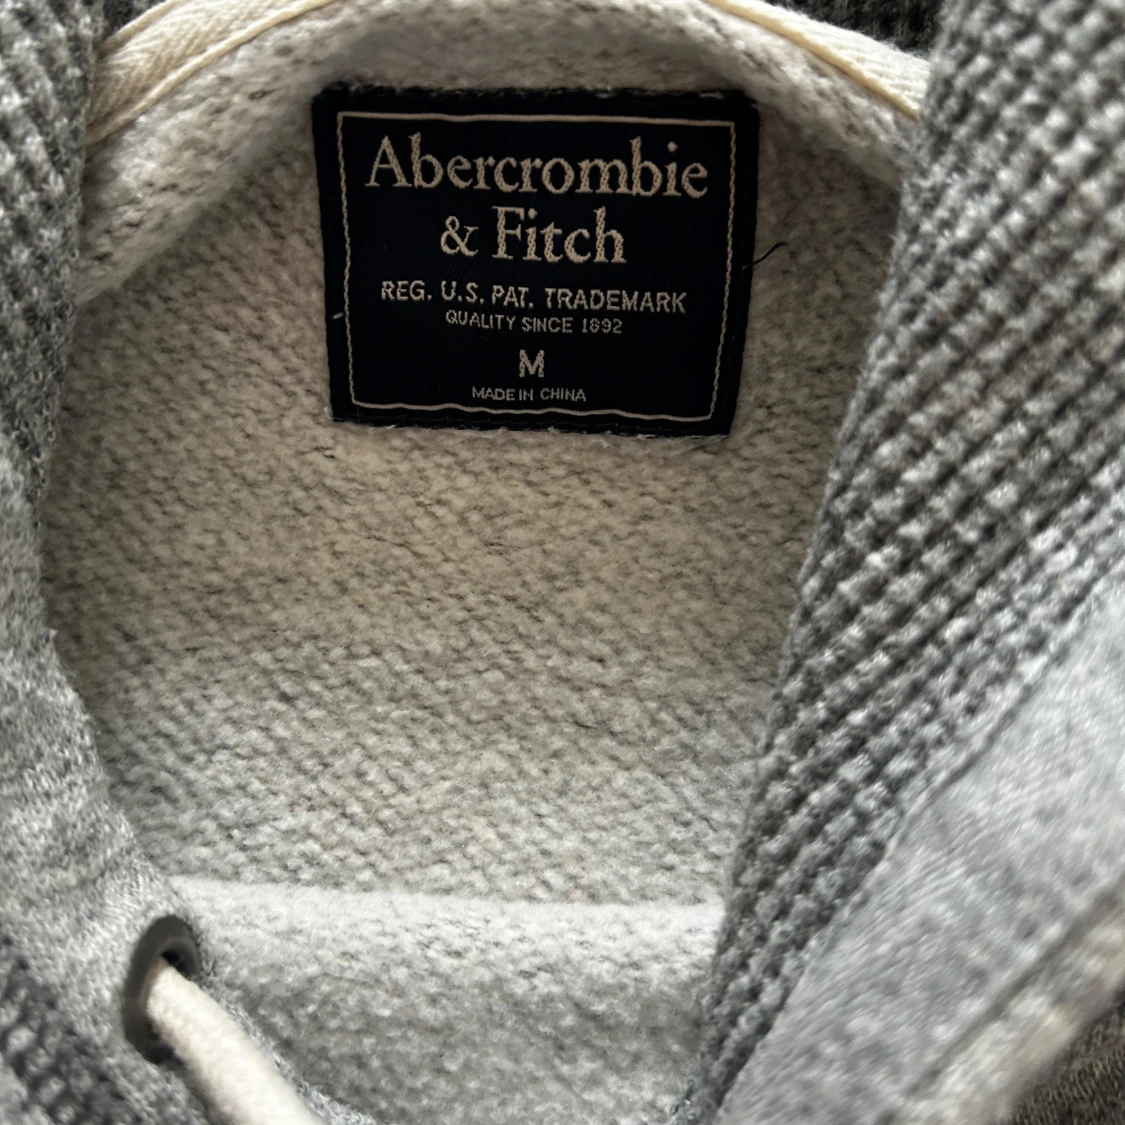 Abercrombie
& Fitch
REG. U.S. PAT. TRADEMARK
QUALITY SINCE 1892
M
MADE IN CHINA